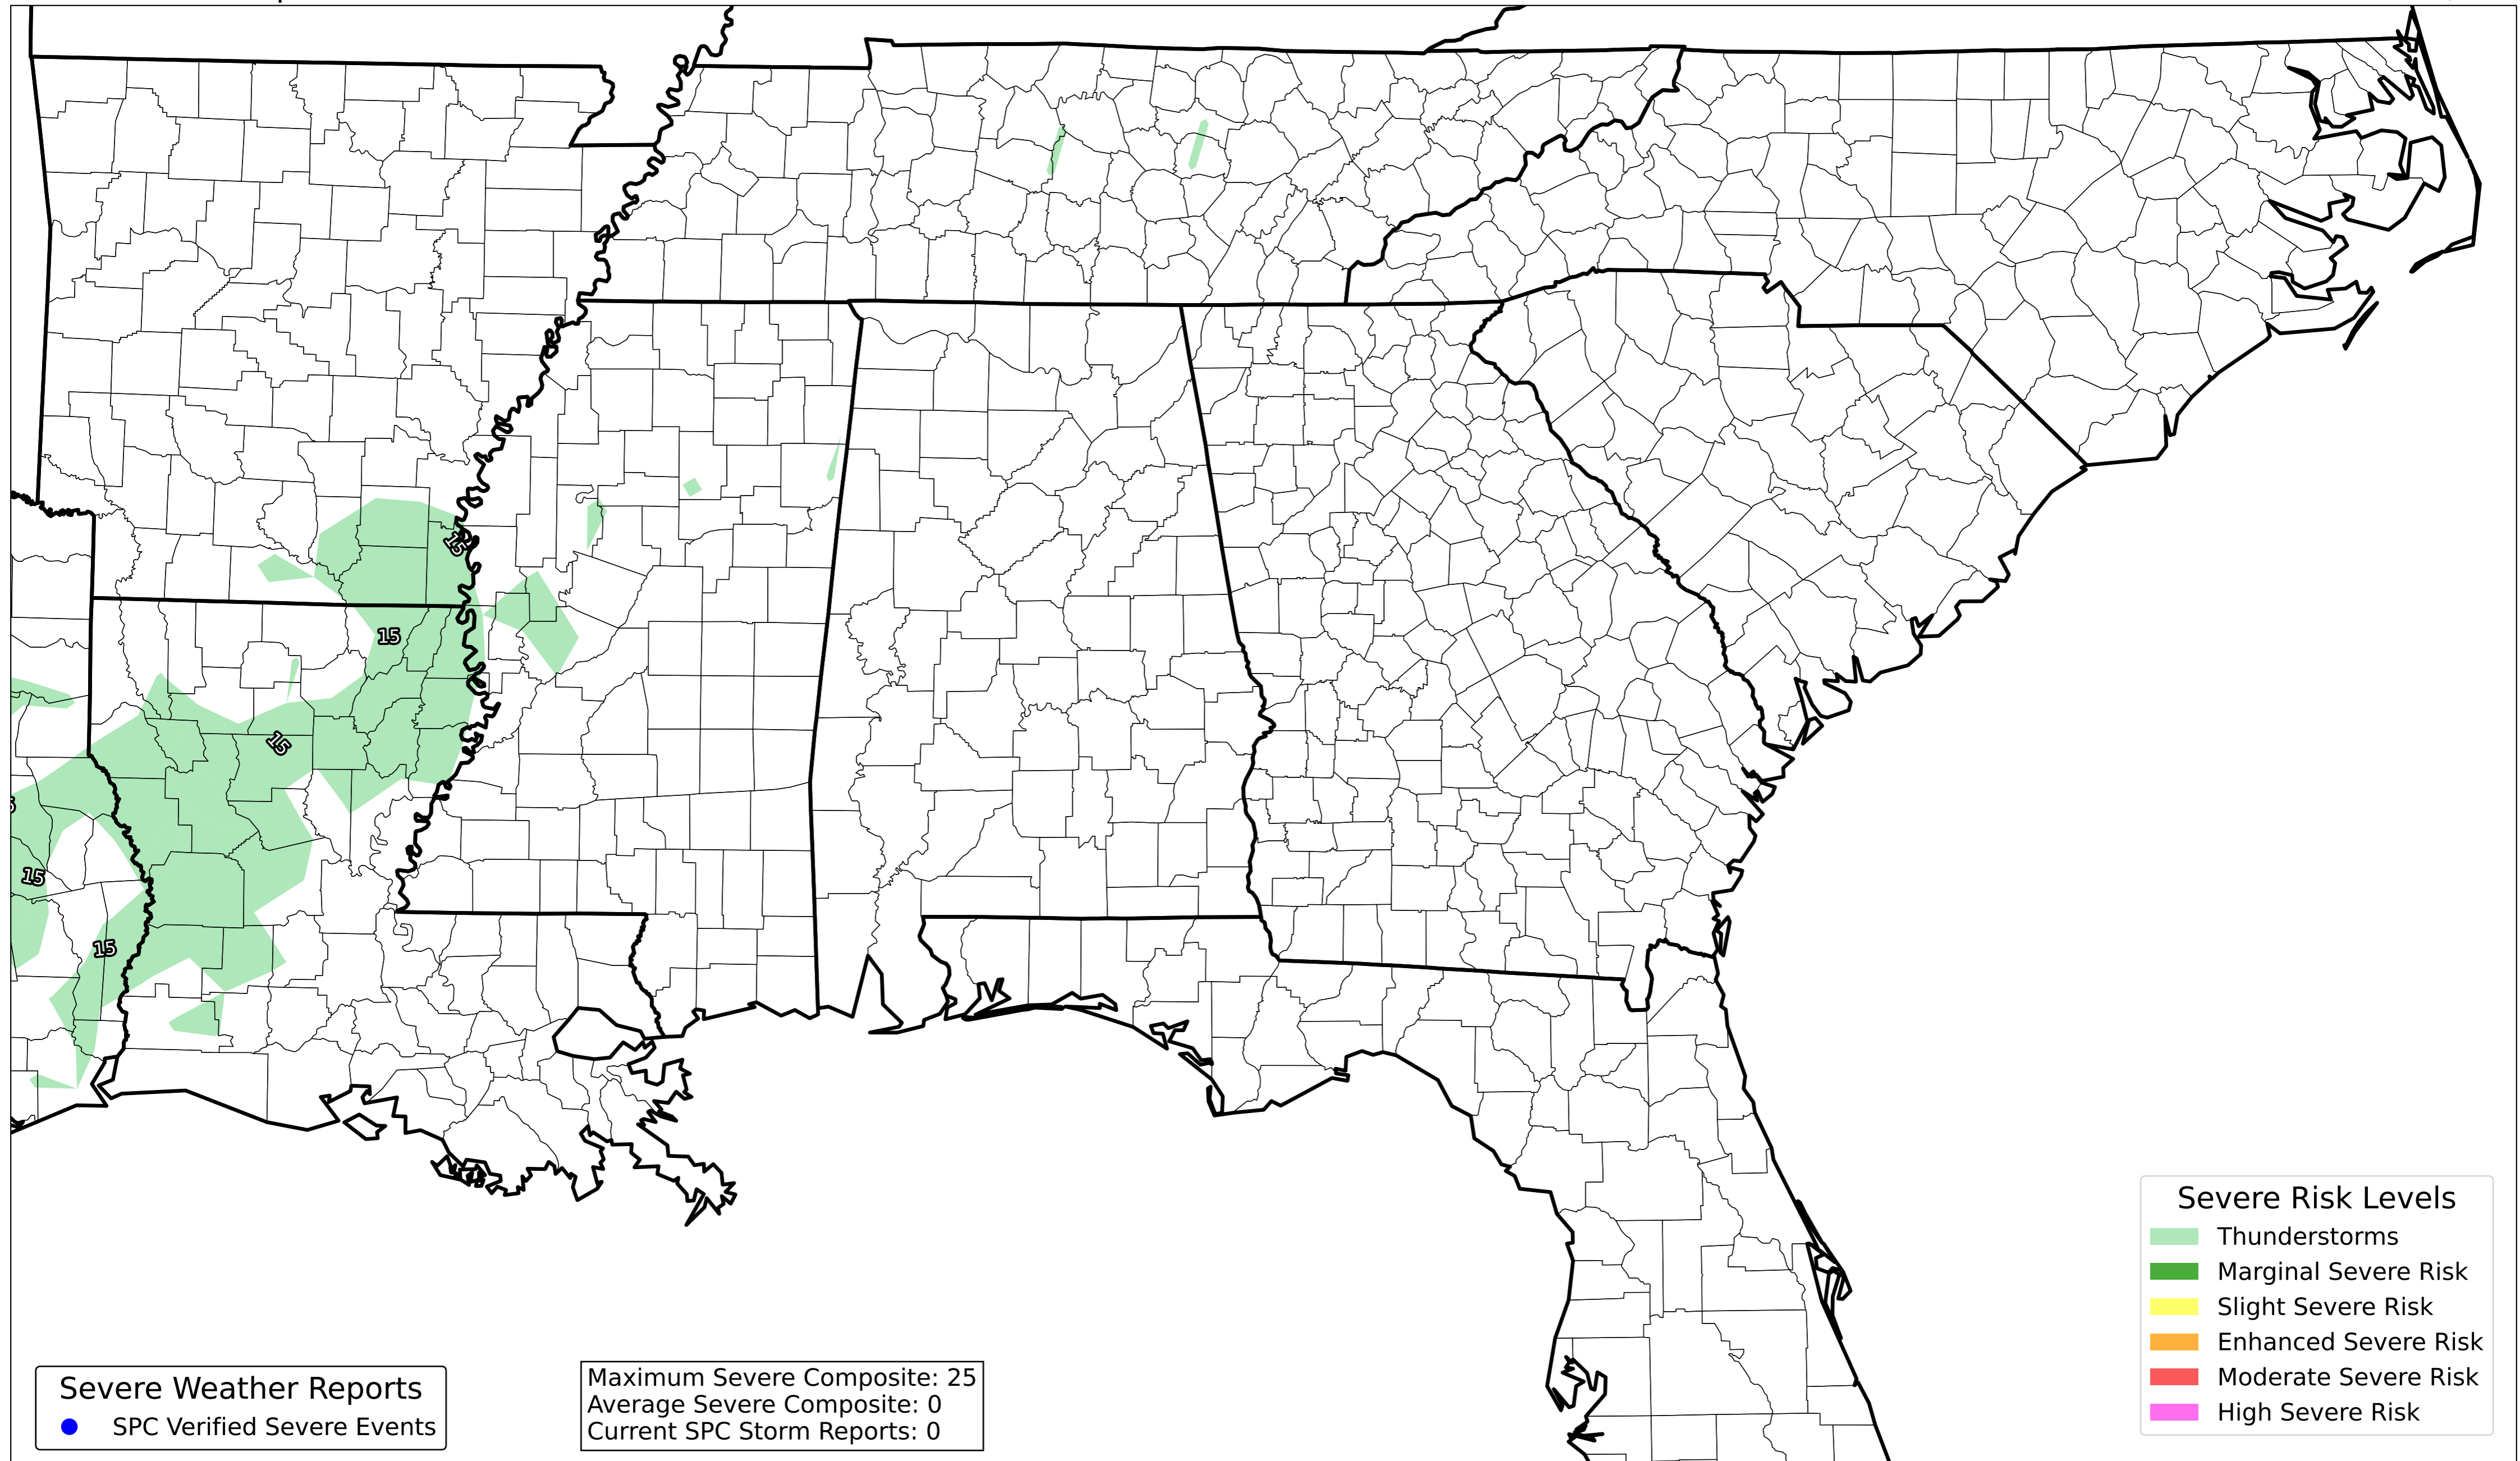 15
15
15
15
15
Severe Risk Levels
Thunderstorms
Marginal Severe Risk
Slight Severe Risk
Enhanced Severe Risk
Moderate Severe Risk
High Severe Risk
Severe Weather Reports
SPC Verified Severe Events
Maximum Severe Composite: 25
Average Severe Composite: 0
Current SPC Storm Reports: 0